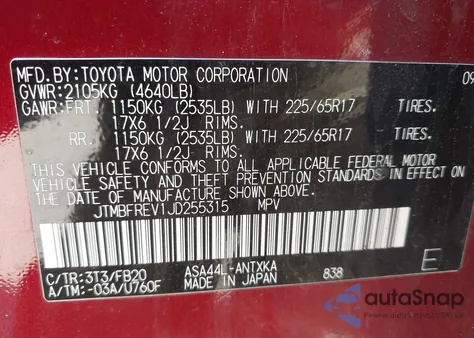 MFD.BY:TOYOTA MOTOR CORPORATION 09
GVWR:2105KG (4640LB)
GAWR:FRT. 1150KG (2535LB) WITH 225/65R17 TIRES.
17X6 1/2J RIMS.
RR. 1150KG (2535LB) WITH 225/65R17 TIRES.
17X6 1/2J RIMS.
THIS VEHICLE CONFORMS TO ALL APPLICABLE FEDERAL MOTOR
VEHICLE SAFETY AND THEFT PREVENTION STANDARDS IN EFFECT ON
THE DATE OF MANUFACTURE SHOWN ABOVE.
JTMBFREV1JD255315 MPV
C/TR:3T3/FB20 ASA44L-ANTXKA 838 E
A/TM:-03A/U760F MADE IN JAPAN
autoSnap